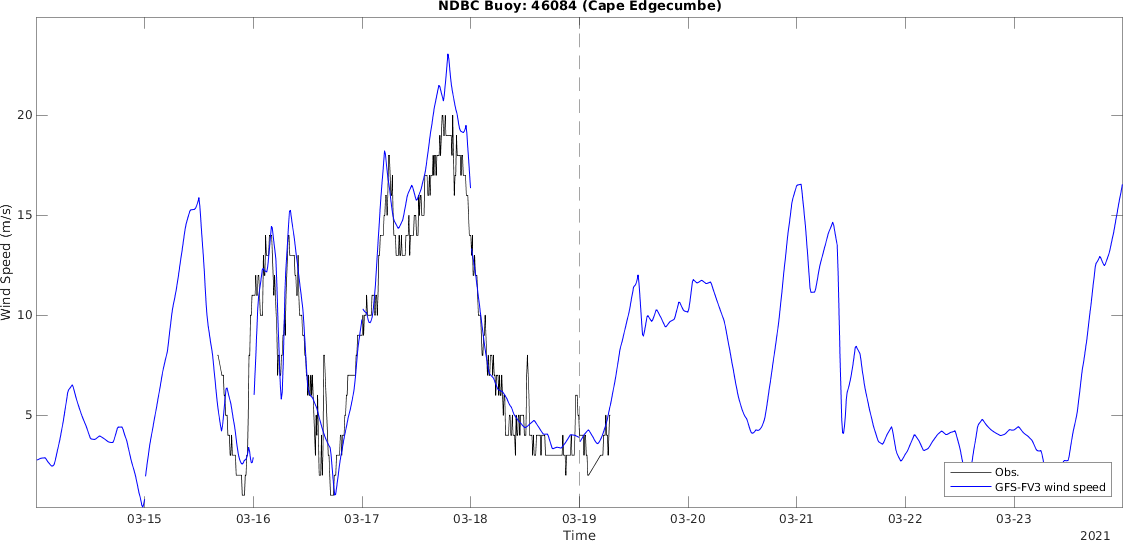 NDBC Buoy: 46084 (Cape Edgecumbe)
Wind Speed (m/s)
20
15
10
5
Obs.
GFS-FV3 wind speed
03-15 03-16 03-17 03-18 03-19 03-20 03-21 03-22 03-23
Time
2021